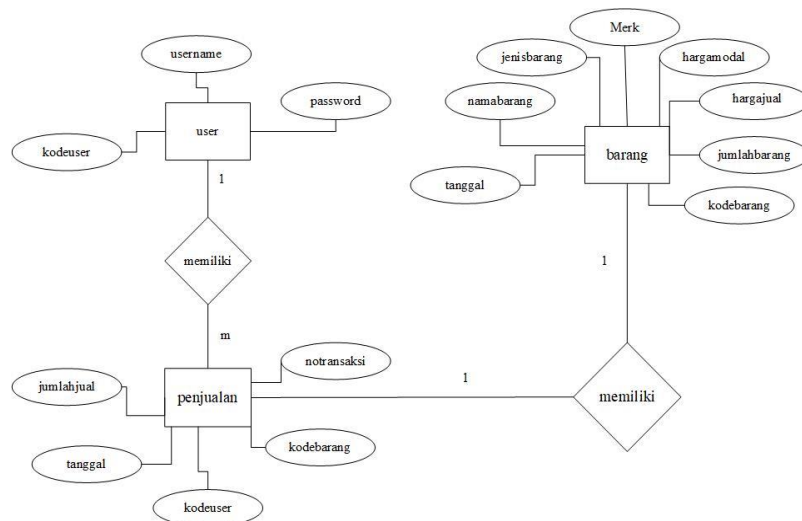 Merk
username
jenisbarang
hargamodal
namabarang
password
hargajual
user
barang
kodeuser
jumlahbarang
tanggal
1
kodebarang
memiliki
1
m
notransaksi
jumlahjual
penjualan
1
memiliki
kodebarang
tanggal
kodeuser